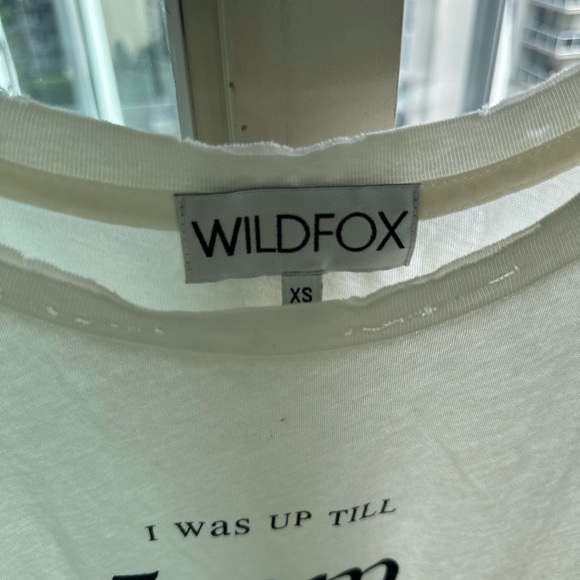 WILDFOX
XS
I was UP TILL